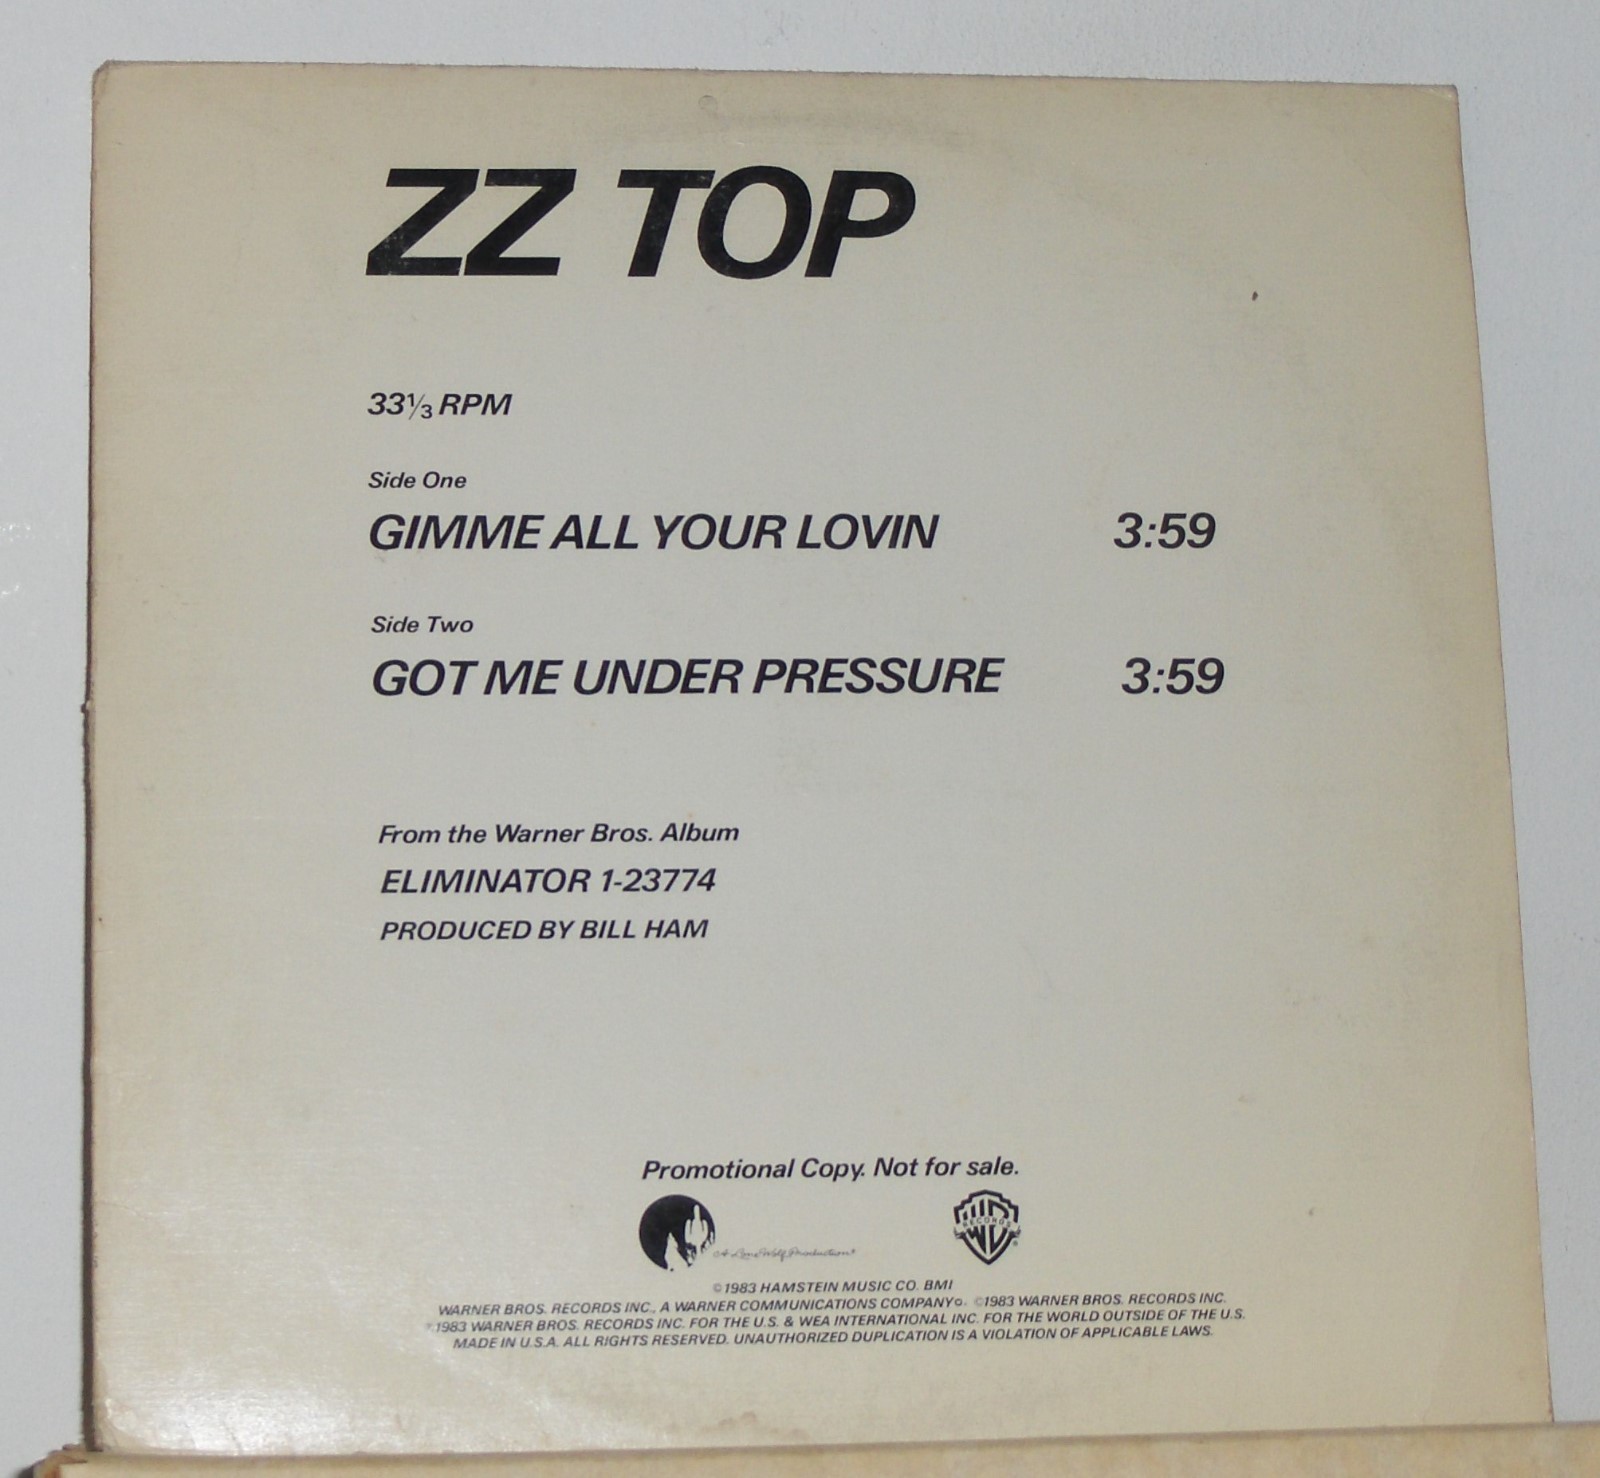 ZZ TOP
33⅓ RPM
Side One
GIMME ALL YOUR LOVIN 3:59
Side Two
GOT ME UNDER PRESSURE 3:59
From the Warner Bros. Album
ELIMINATOR 1-23774
PRODUCED BY BILL HAM
Promotional Copy. Not for sale.
A Lone Wolf Production®
RECORDS
©1983 HAMSTEIN MUSIC CO. BMI
WARNER BROS. RECORDS INC., A WARNER COMMUNICATIONS COMPANY. ©1983 WARNER BROS. RECORDS INC.
1983 WARNER BROS. RECORDS INC. FOR THE U.S. & WEA INTERNATIONAL INC. FOR THE WORLD OUTSIDE OF THE U.S.
MADE IN U.S.A. ALL RIGHTS RESERVED. UNAUTHORIZED DUPLICATION IS A VIOLATION OF APPLICABLE LAWS.